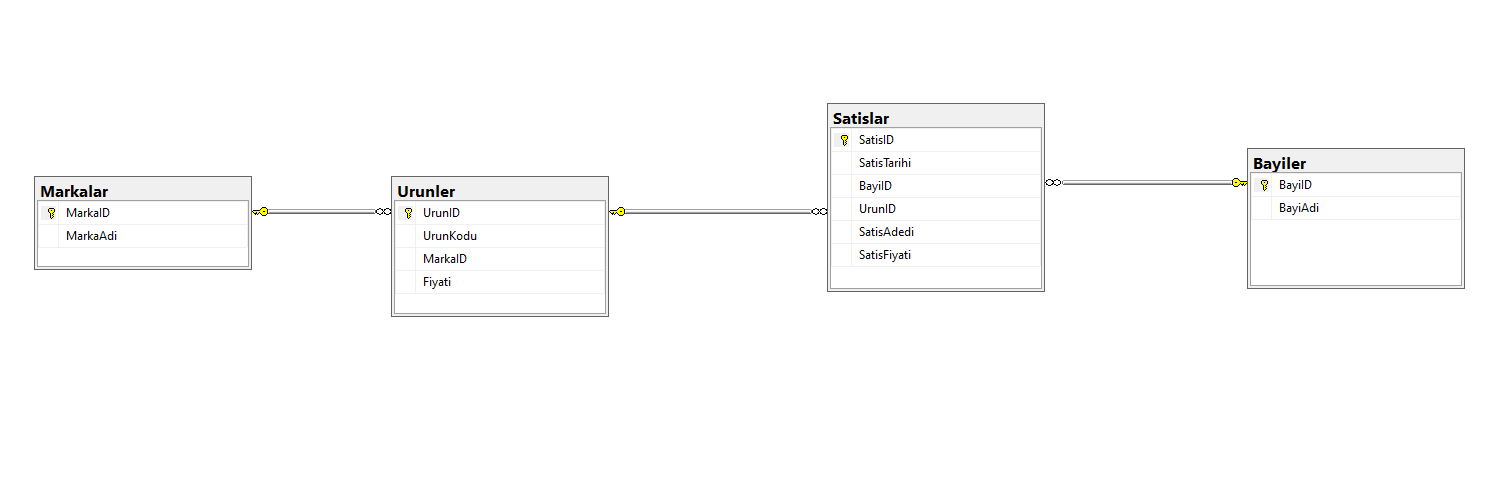 Markalar
MarkaID
MarkaAdi
Urunler
UrunID
UrunKodu
MarkaID
Fiyati
Satislar
SatisID
SatisTarihi
BayiID
UrunID
SatisAdedi
SatisFiyati
Bayiler
BayiID
BayiAdi